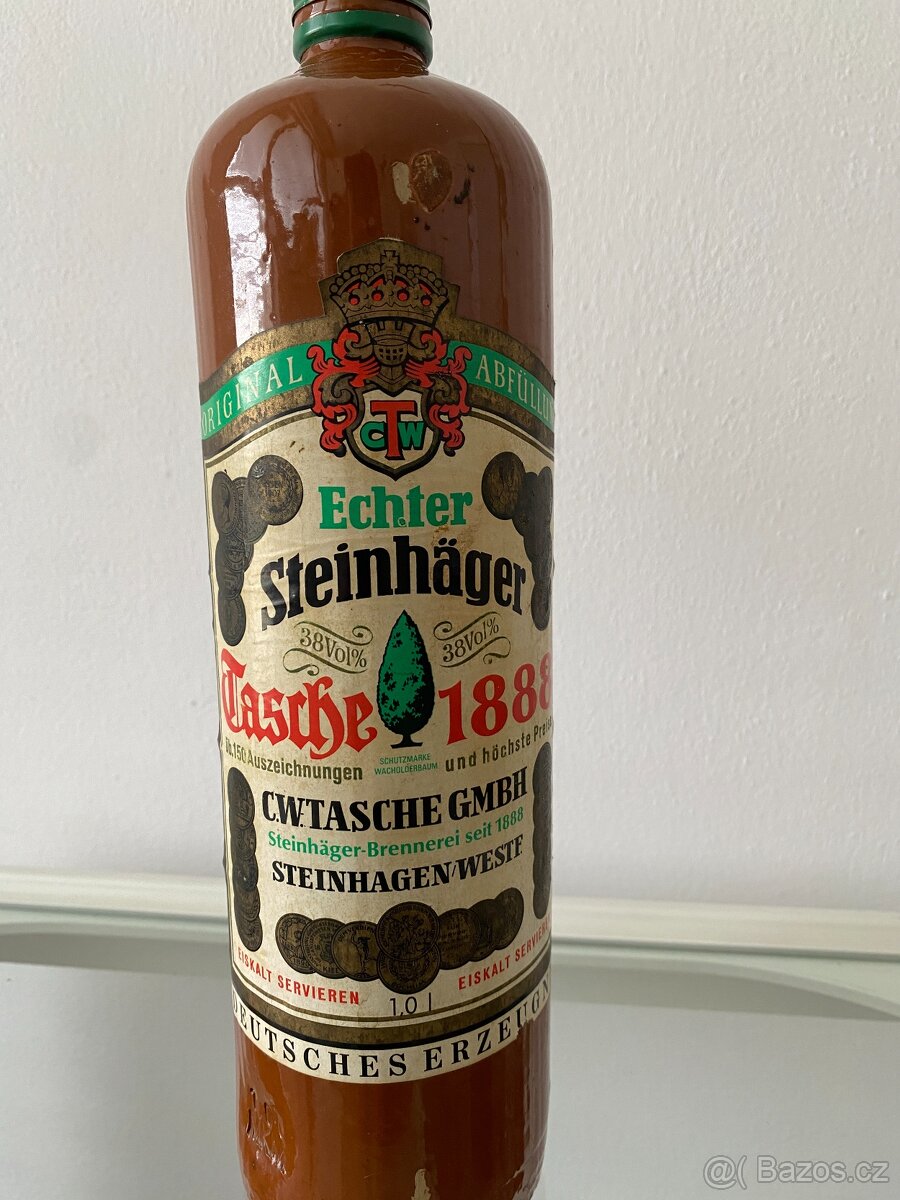 ORIGINAL ABFÜLLUN
CTW
Echter
Steinhäger
38Vol% 38Vol%
Tasche 1888
üb.150 Auszeichnungen und höchste Preise
SCHUTZMARKE
WACHOLDERBAUM
C.W.TASCHE GMBH
Steinhäger-Brennerei seit 1888
STEINHAGEN/WESTF
EISKALT SERVIEREN EISKALT SERVIEREN
1,0 l
DEUTSCHES ERZEUGN
@( Bazos.cz